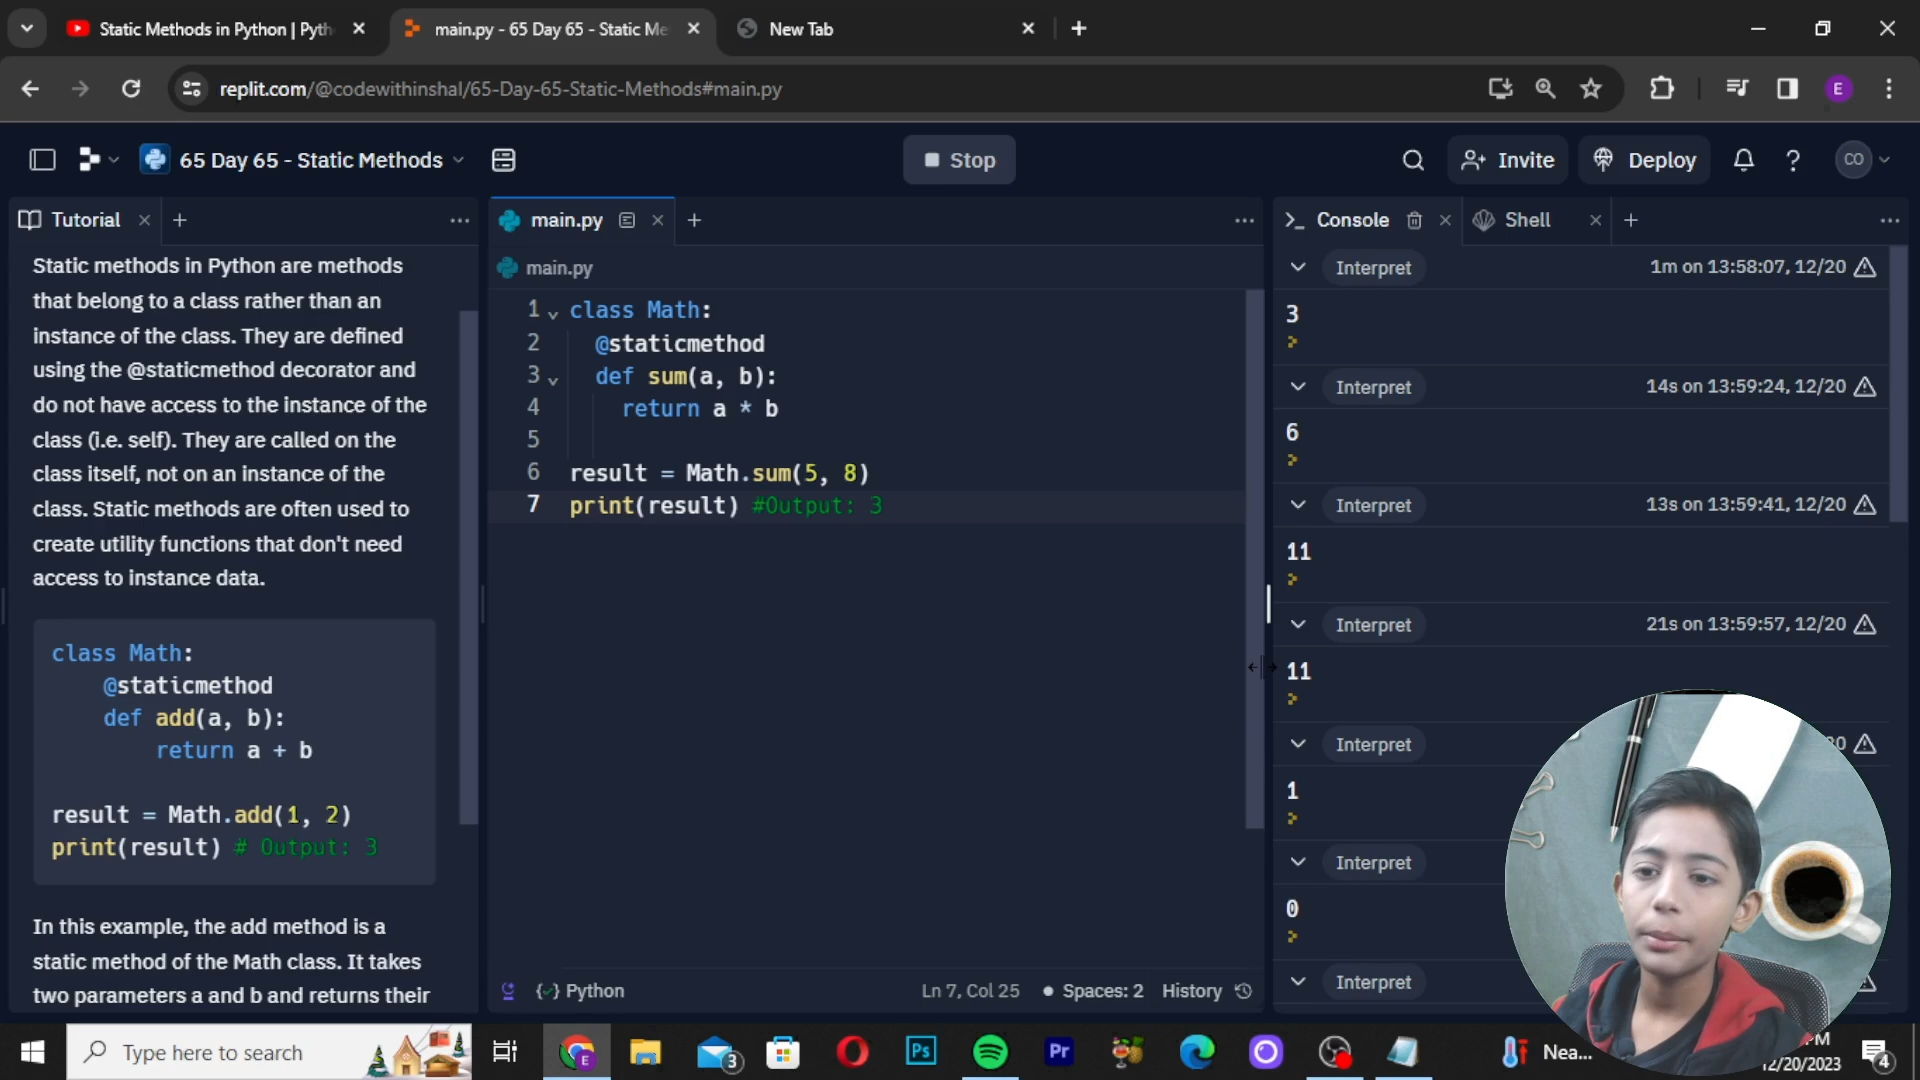 Static Methods in Python | Pyth
main.py - 65 Day 65 - Static Me
New Tab
replit.com/@codewithinshal/65-Day-65-Static-Methods#main.py
E
65 Day 65 - Static Methods
Stop
Invite
Deploy
CO
Tutorial
main.py
Console
Shell
Static methods in Python are methods
that belong to a class rather than an
instance of the class. They are defined
using the @staticmethod decorator and
do not have access to the instance of the
class (i.e. self). They are called on the
class itself, not on an instance of the
class. Static methods are often used to
create utility functions that don't need
access to instance data.
class Math:
@staticmethod
def add(a, b):
return a + b
result = Math.add(1, 2)
print(result) # Output: 3
In this example, the add method is a
static method of the Math class. It takes
two parameters a and b and returns their
main.py
1 class Math:
2 @staticmethod
3 def sum(a, b):
4 return a * b
5
6 result = Math.sum(5, 8)
7 print(result) #Output: 3
Python
Ln 7, Col 25
Spaces: 2
History
Interpret
1m on 13:58:07, 12/20
3
Interpret
14s on 13:59:24, 12/20
6
Interpret
13s on 13:59:41, 12/20
11
Interpret
21s on 13:59:57, 12/20
11
Interpret
0
1
Interpret
0
Interpret
Type here to search
E
3
Ps
Pr
Nea...
PM
12/20/2023
4